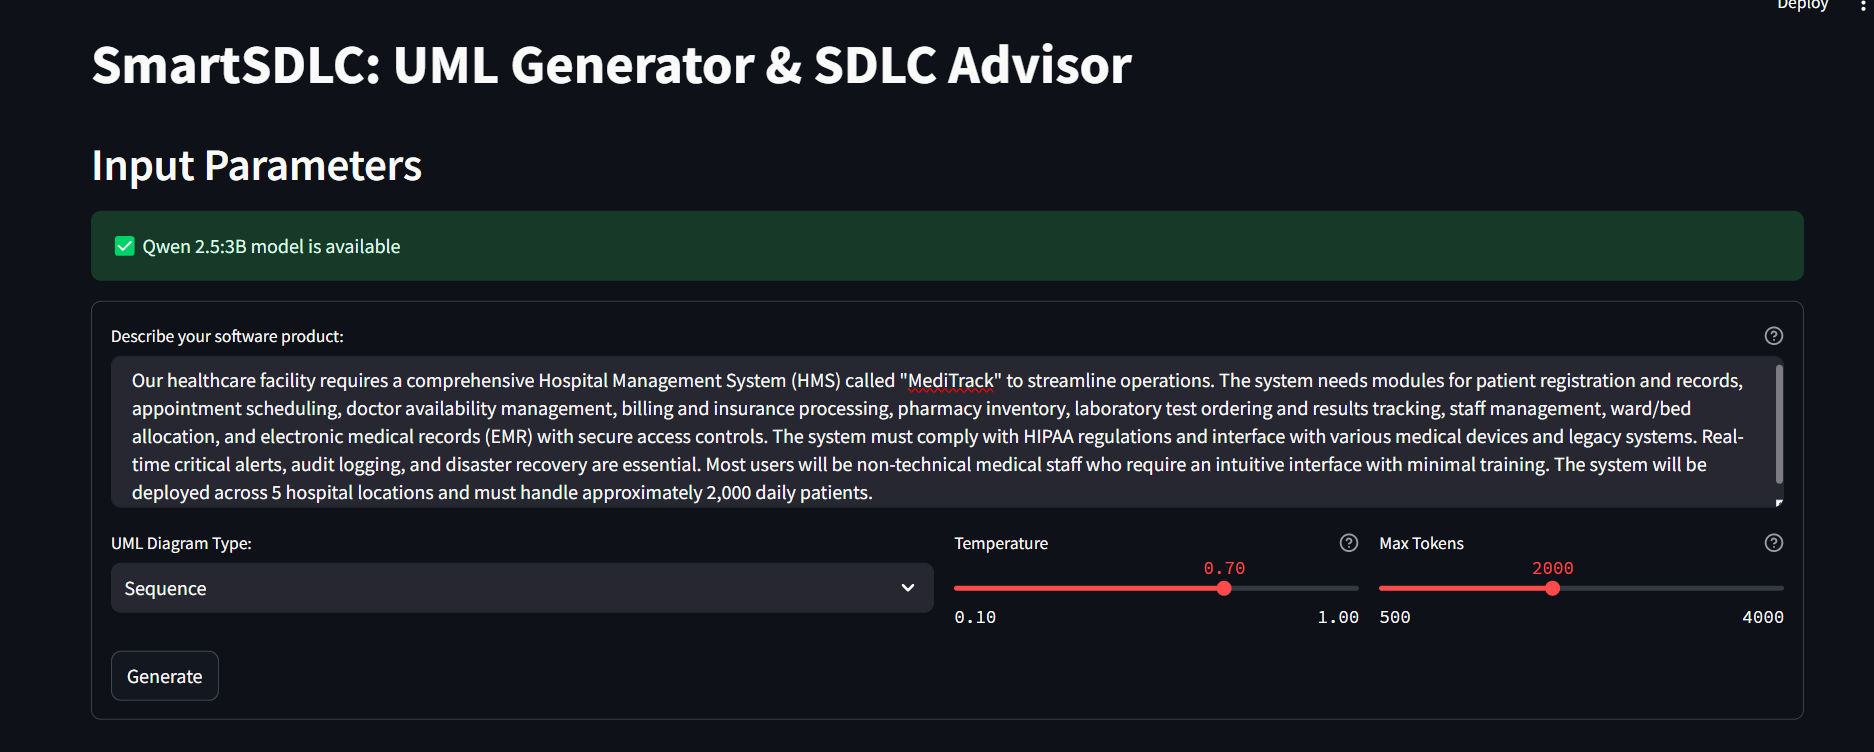 Deploy
SmartSDLC: UML Generator & SDLC Advisor
Input Parameters
Qwen 2.5:3B model is available
Describe your software product:
Our healthcare facility requires a comprehensive Hospital Management System (HMS) called "MediTrack" to streamline operations. The system needs modules for patient registration and records,
appointment scheduling, doctor availability management, billing and insurance processing, pharmacy inventory, laboratory test ordering and results tracking, staff management, ward/bed
allocation, and electronic medical records (EMR) with secure access controls. The system must comply with HIPAA regulations and interface with various medical devices and legacy systems. Real-
time critical alerts, audit logging, and disaster recovery are essential. Most users will be non-technical medical staff who require an intuitive interface with minimal training. The system will be
deployed across 5 hospital locations and must handle approximately 2,000 daily patients.
UML Diagram Type:
Sequence
Temperature
0.70
0.10 1.00
Max Tokens
2000
500 4000
Generate